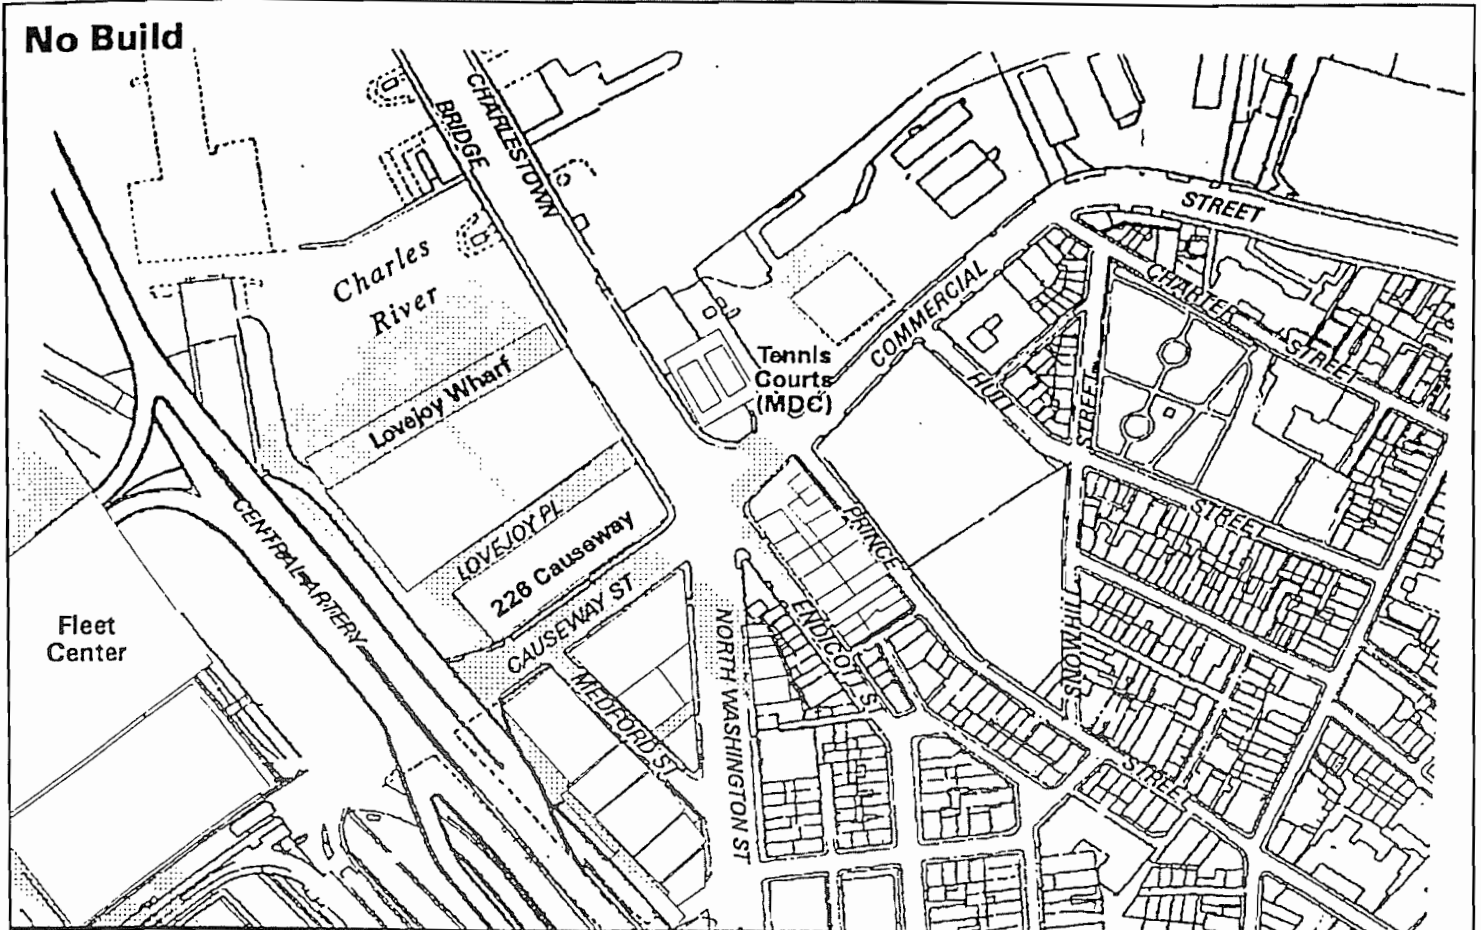 No Build
CHARLESTOWN
BRIDGE
STREET
Charles
River
CHARTER STREET
COMMERCIAL
Tennis
Courts
(MDC)
Lovejoy Wharf
HULL
STREET
STREET
LOVEJOY PL
226 Causeway
CAUSEWAY ST
PRINCE
CENTRAL ARTERY
Fleet
Center
ENDICOTT ST
SNOWHILL
MEDFORD ST
NORTH WASHINGTON ST
STREET